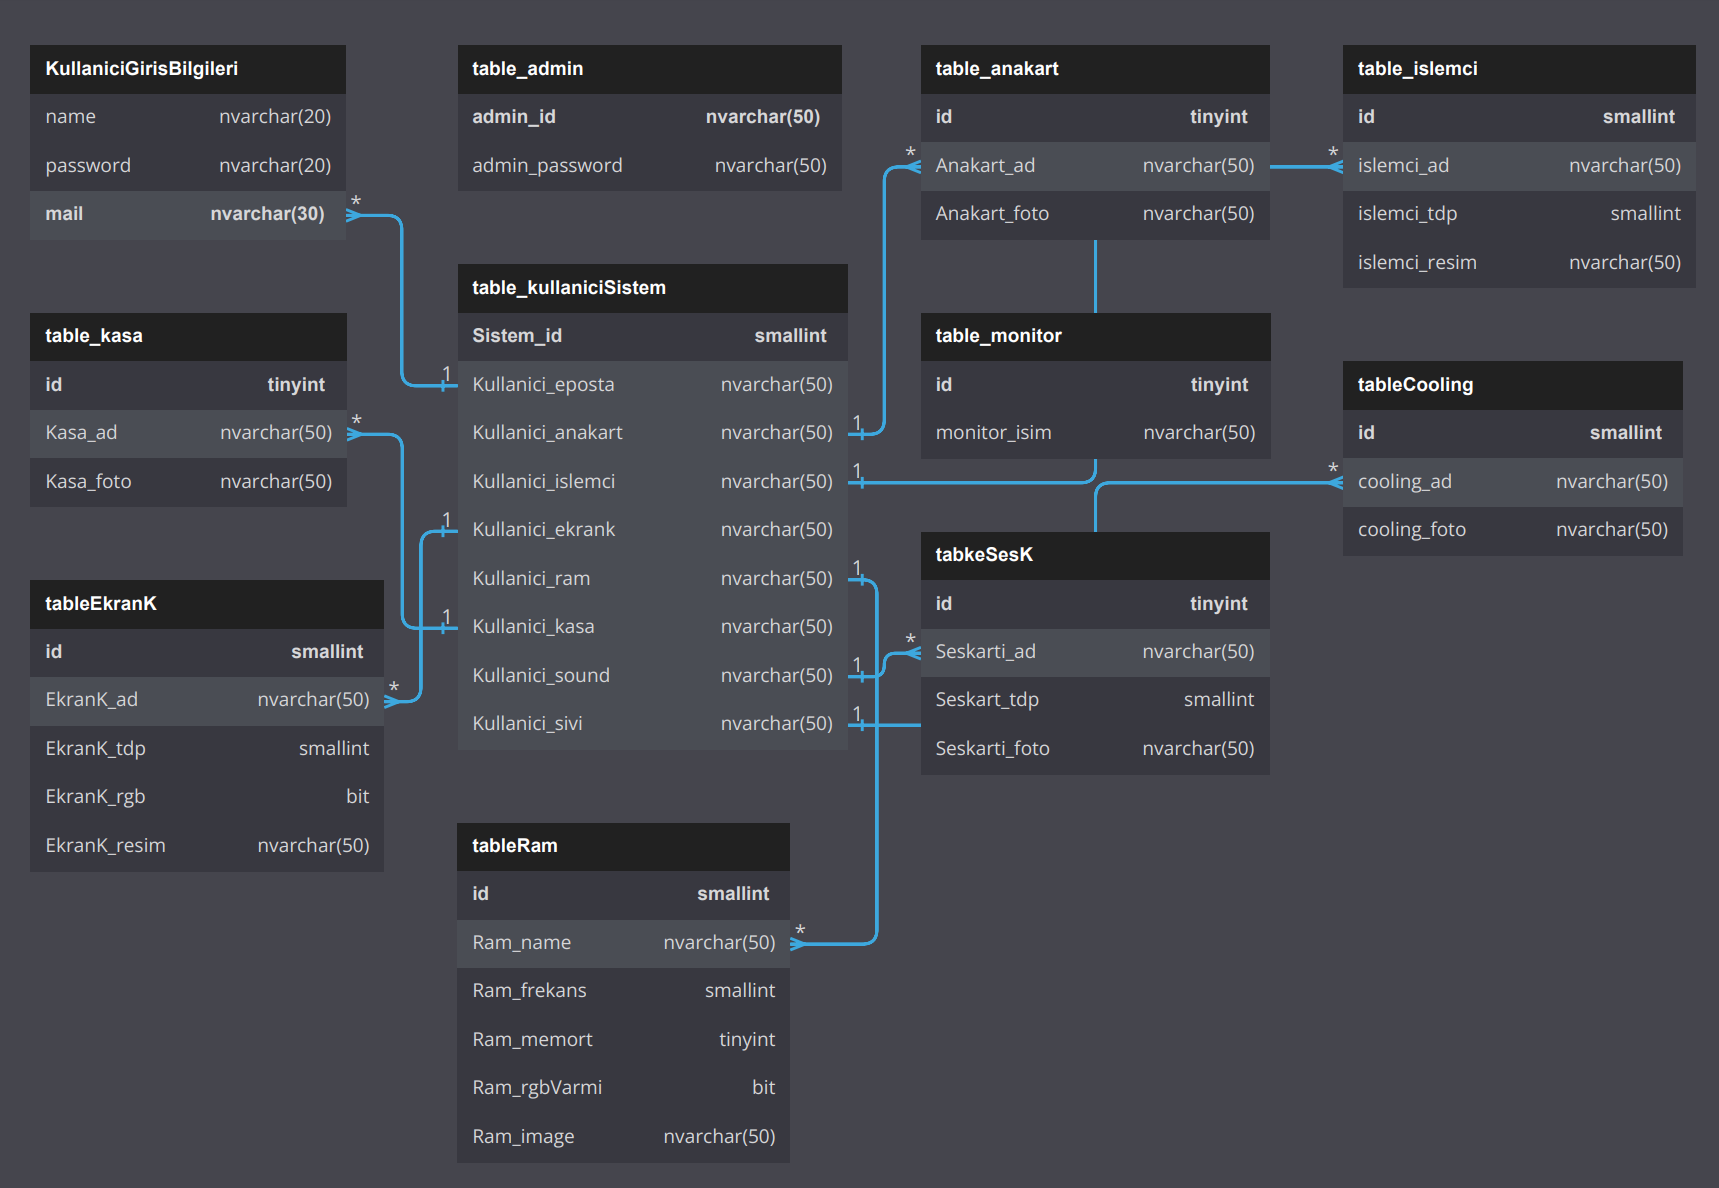 KullaniciGirisBilgileri
name nvarchar(20)
password nvarchar(20)
mail nvarchar(30)
*
table_admin
admin_id nvarchar(50)
admin_password nvarchar(50)
table_anakart
id tinyint
* Anakart_ad nvarchar(50)
Anakart_foto nvarchar(50)
table_islemci
id smallint
* islemci_ad nvarchar(50)
islemci_tdp smallint
islemci_resim nvarchar(50)
table_kasa
id tinyint
Kasa_ad nvarchar(50) *
Kasa_foto nvarchar(50)
table_kullaniciSistem
Sistem_id smallint
1 Kullanici_eposta nvarchar(50)
Kullanici_anakart nvarchar(50) 1
Kullanici_islemci nvarchar(50) 1
1 Kullanici_ekrank nvarchar(50)
Kullanici_ram nvarchar(50) 1
1 Kullanici_kasa nvarchar(50)
Kullanici_sound nvarchar(50) 1
Kullanici_sivi nvarchar(50) 1
table_monitor
id tinyint
monitor_isim nvarchar(50)
tableCooling
id smallint
* cooling_ad nvarchar(50)
cooling_foto nvarchar(50)
tableEkranK
id smallint
EkranK_ad nvarchar(50) *
EkranK_tdp smallint
EkranK_rgb bit
EkranK_resim nvarchar(50)
tabkeSesK
id tinyint
* Seskarti_ad nvarchar(50)
Seskart_tdp smallint
Seskarti_foto nvarchar(50)
tableRam
id smallint
Ram_name nvarchar(50) *
Ram_frekans smallint
Ram_memort tinyint
Ram_rgbVarmi bit
Ram_image nvarchar(50)